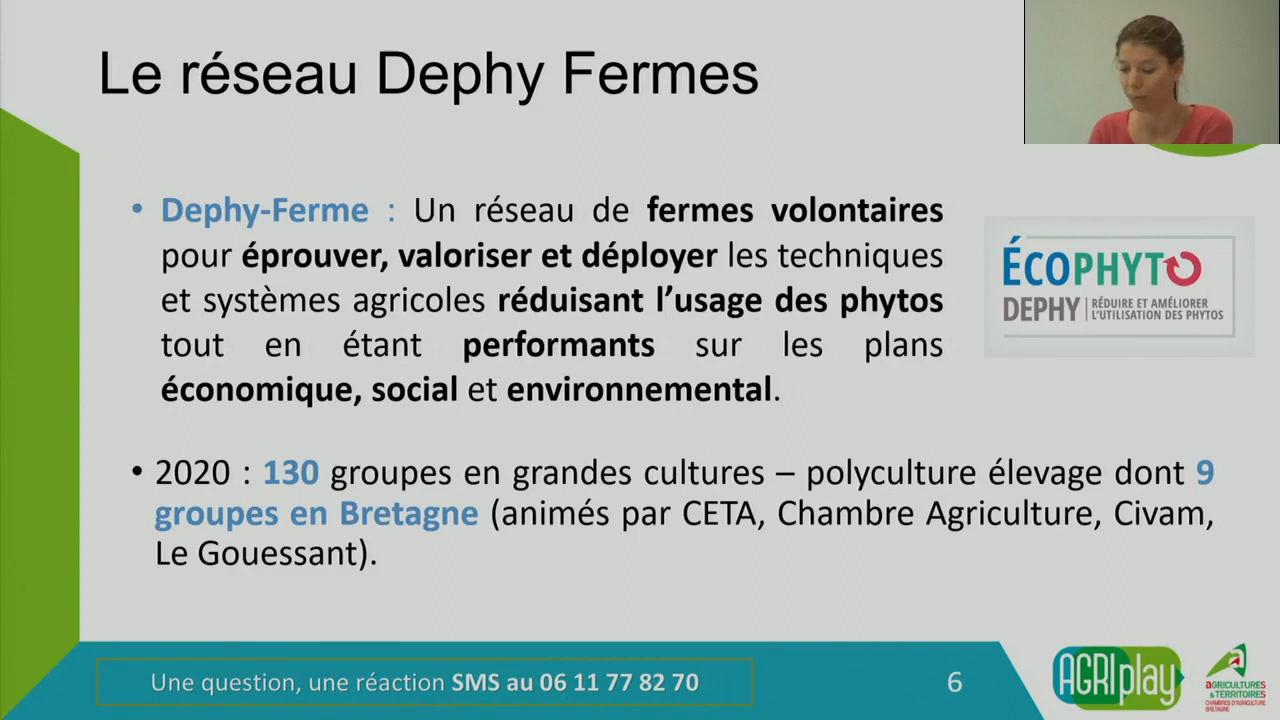 Le réseau Dephy Fermes
• Dephy-Ferme : Un réseau de fermes volontaires
pour éprouver, valoriser et déployer les techniques
et systèmes agricoles réduisant l’usage des phytos
tout en étant performants sur les plans
économique, social et environnemental.
ÉCOPHYTO
DEPHY RÉDUIRE ET AMÉLIORER
L'UTILISATION DES PHYTOS
• 2020 : 130 groupes en grandes cultures – polyculture élevage dont 9
groupes en Bretagne (animés par CETA, Chambre Agriculture, Civam,
Le Gouessant).
Une question, une réaction SMS au 06 11 77 82 70
6
AGRIplay
aGRICULTURES
& TERRITOIRES
CHAMBRES D'AGRICULTURE
BRETAGNE